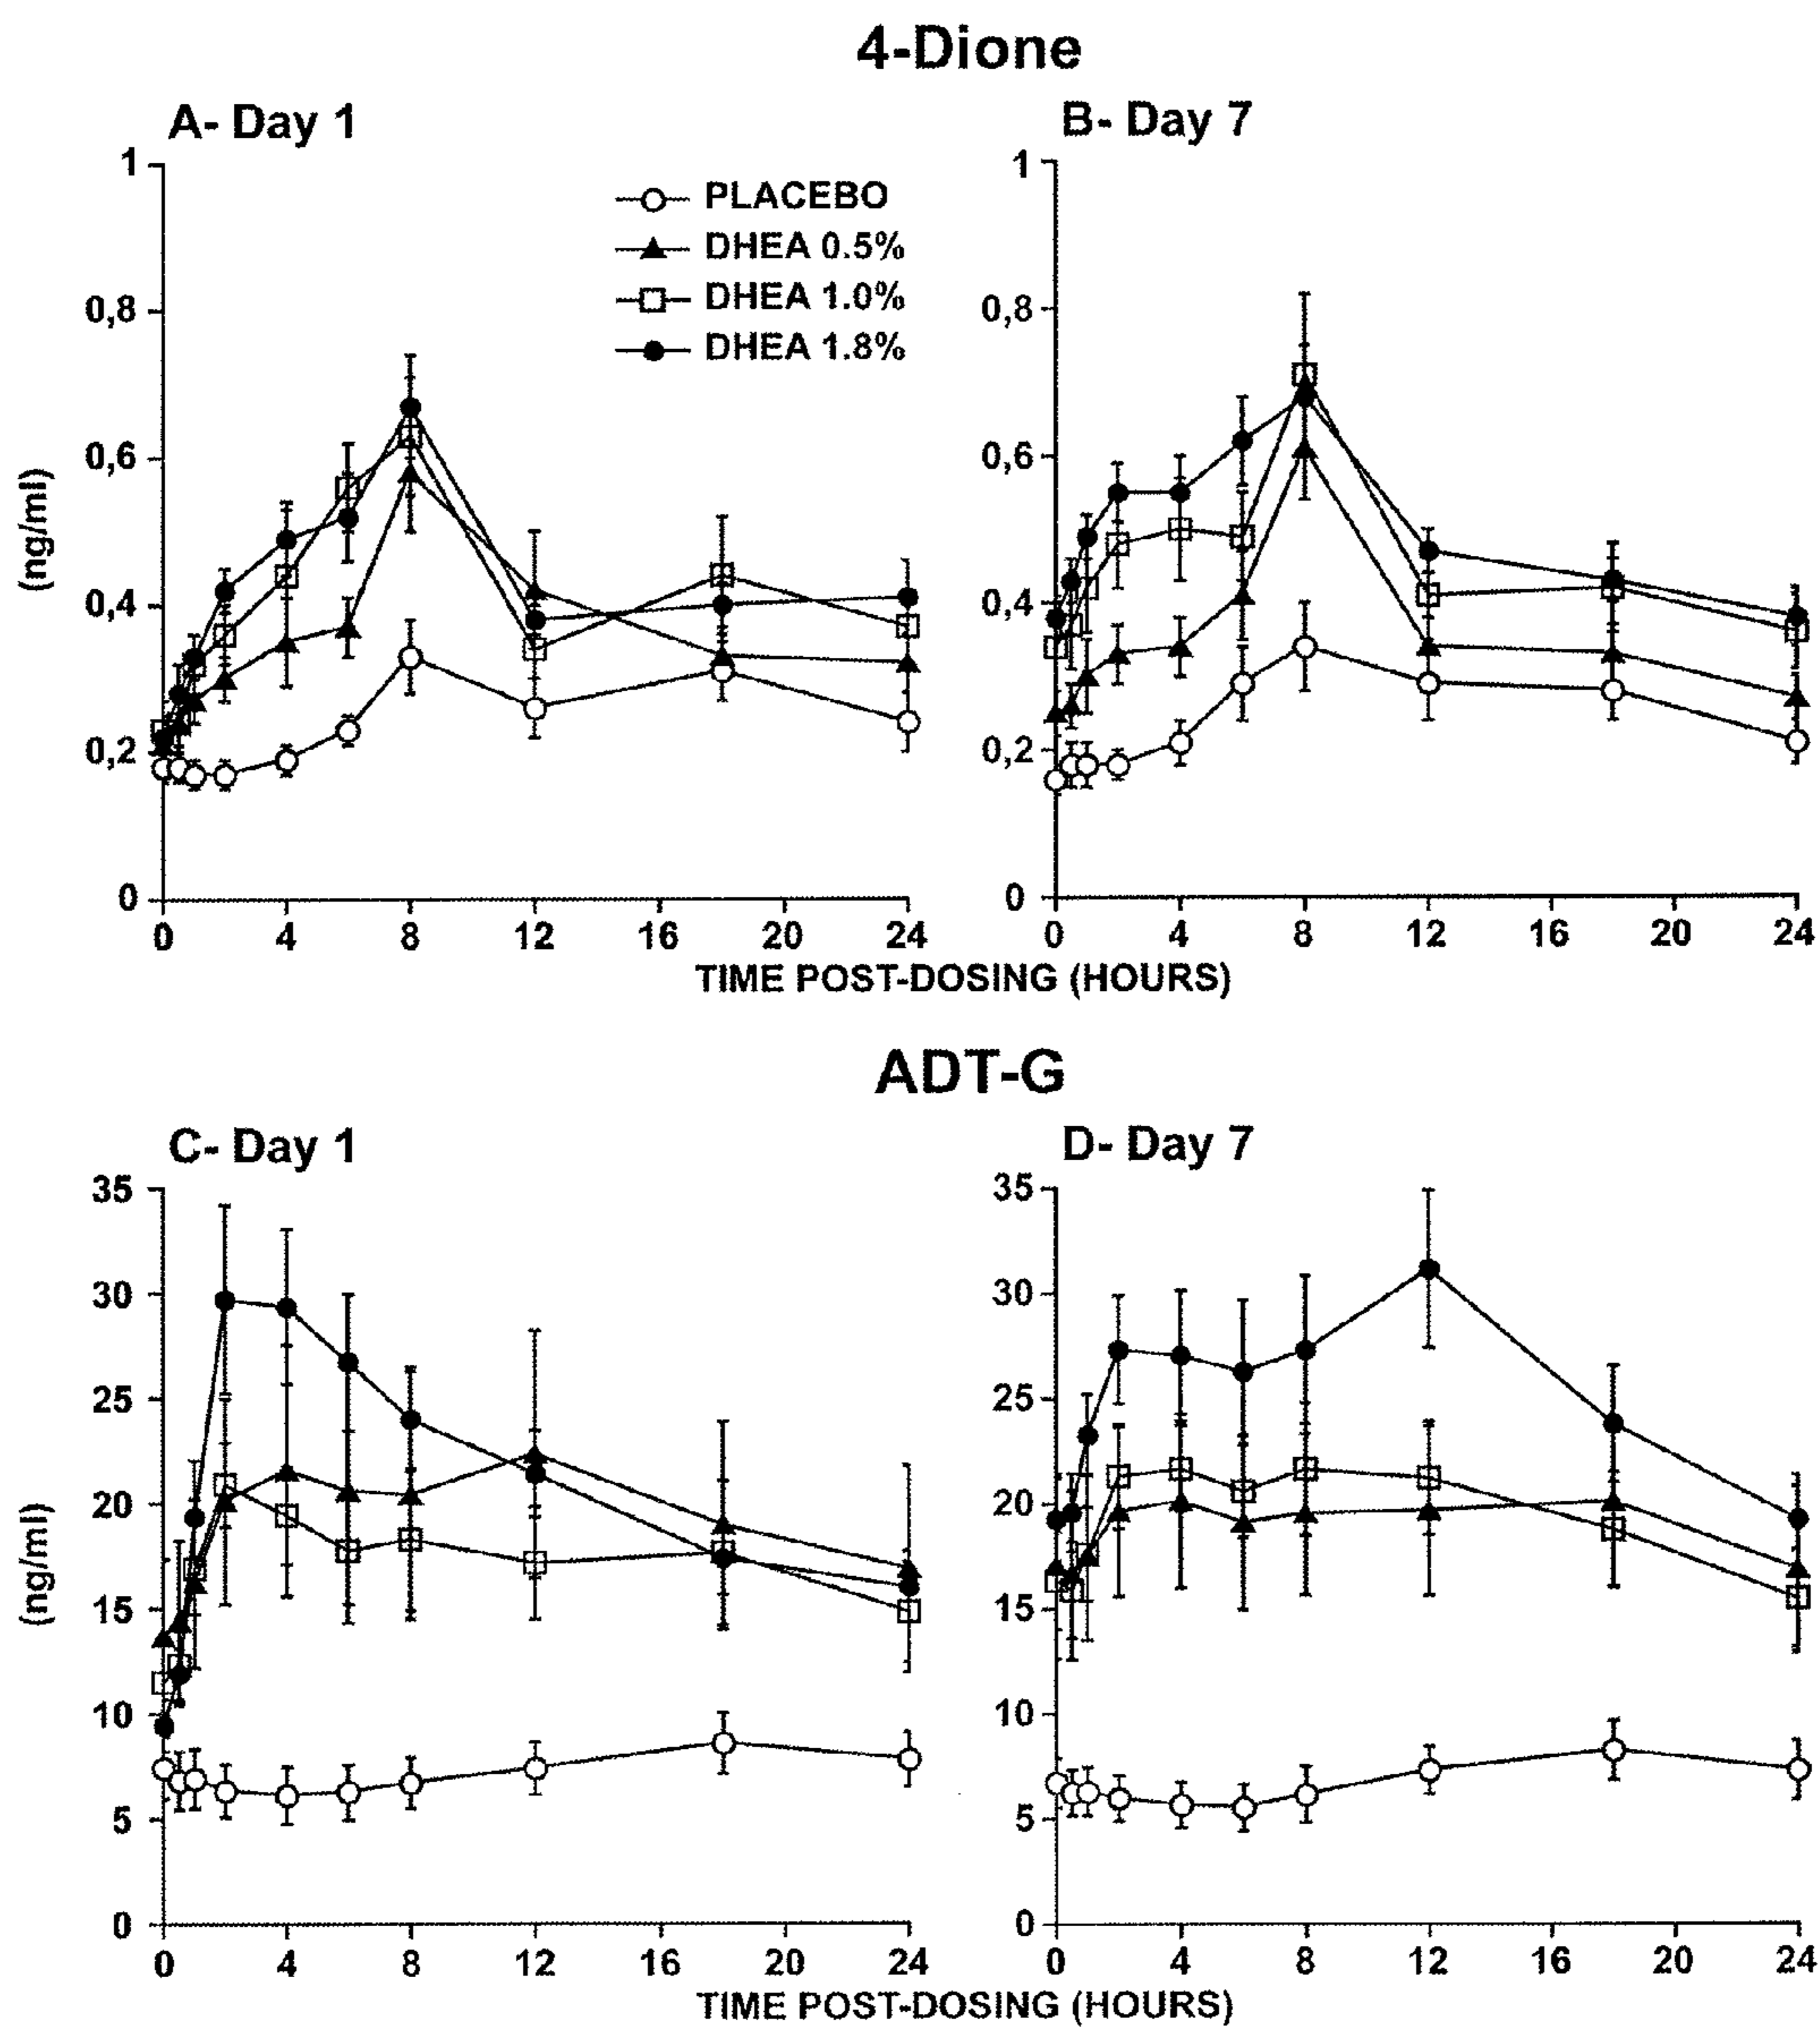 4-Dione
A- Day 1
B- Day 7
1
0,8
0,6
0,4
0,2
0
(ng/ml)
PLACEBO
DHEA 0.5%
DHEA 1.0%
DHEA 1.8%
1
0,8
0,6
0,4
0,2
0
0 4 8 12 16 20 24
0 4 8 12 16 20 24
TIME POST-DOSING (HOURS)
ADT-G
C- Day 1
D- Day 7
35
30
25
20
15
10
5
0
(ng/ml)
35
30
25
20
15
10
5
0
0 4 8 12 16 20 24
0 4 8 12 16 20 24
TIME POST-DOSING (HOURS)